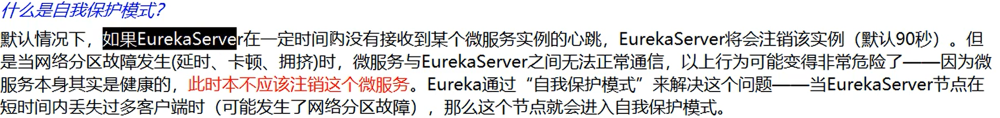 什么是自我保护模式?
默认情况下，如果EurekaServer在一定时间内没有接收到某个微服务实例的心跳，EurekaServer将会注销该实例（默认90秒）。但
是当网络分区故障发生(延时、卡顿、拥挤)时，微服务与EurekaServer之间无法正常通信，以上行为可能变得非常危险了——因为微
服务本身其实是健康的，此时本不应该注销这个微服务。Eureka通过“自我保护模式”来解决这个问题——当EurekaServer节点在
短时间内丢失过多客户端时（可能发生了网络分区故障），那么这个节点就会进入自我保护模式。